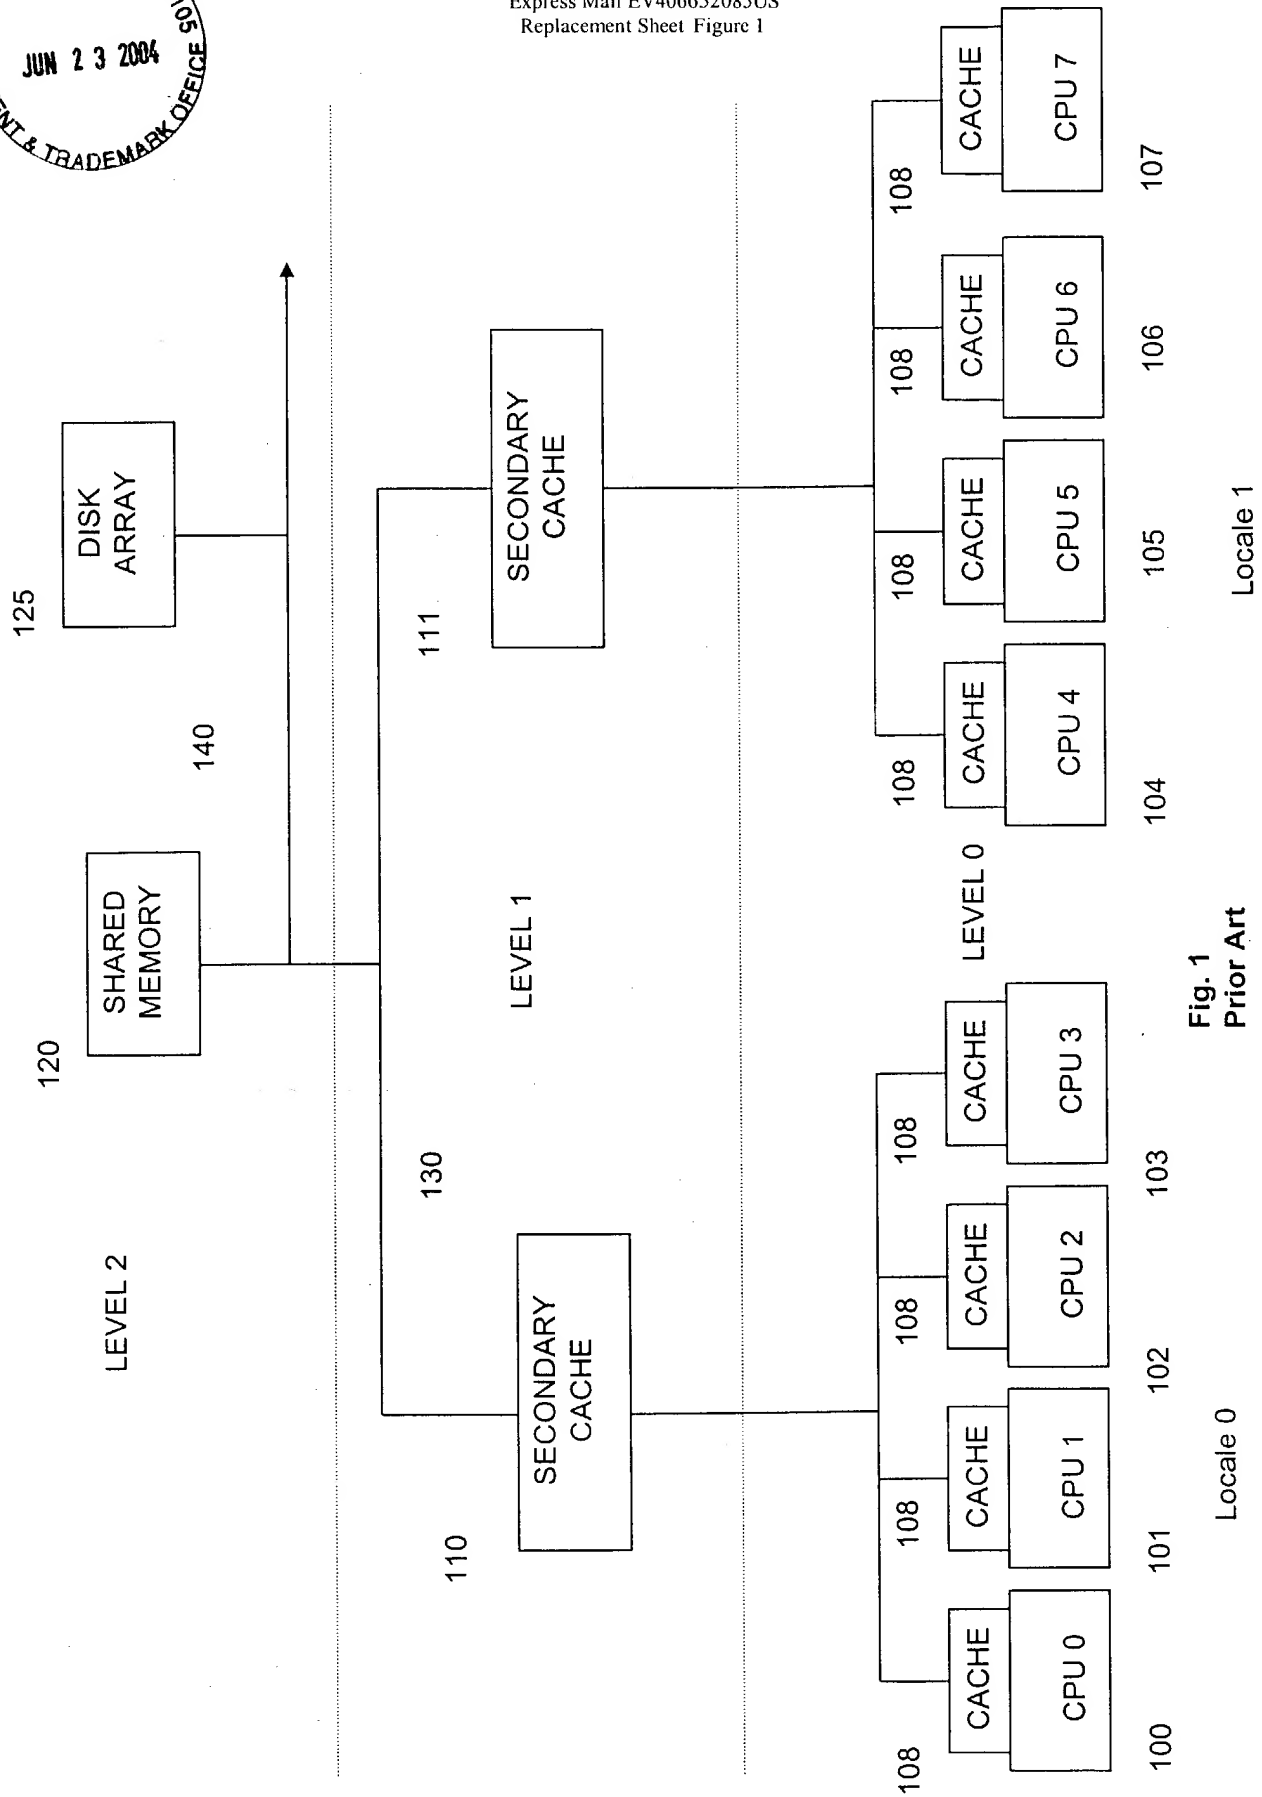 Replacement Sheet Figure 1
JUN 2 3 2004
& TRADEMARK OFFICE
125
DISK
ARRAY
120
SHARED
MEMORY
140
LEVEL 2
130
111
SECONDARY
CACHE
110
SECONDARY
CACHE
LEVEL 1
108
CACHE
CPU 0
100
108
CACHE
CPU 1
101
108
CACHE
CPU 2
102
108
CACHE
CPU 3
103
LEVEL 0
108
CACHE
CPU 4
104
108
CACHE
CPU 5
105
108
CACHE
CPU 6
106
108
CACHE
CPU 7
107
Locale 0
Locale 1
Fig. 1
Prior Art